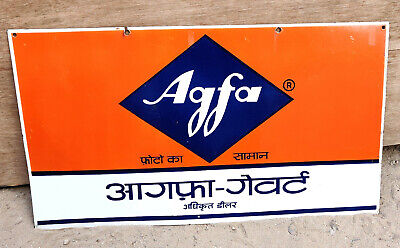 Agfa ®
फ़ोटो का सामान
आगफ़ा-गेवर्ट
अधिकृत डीलर